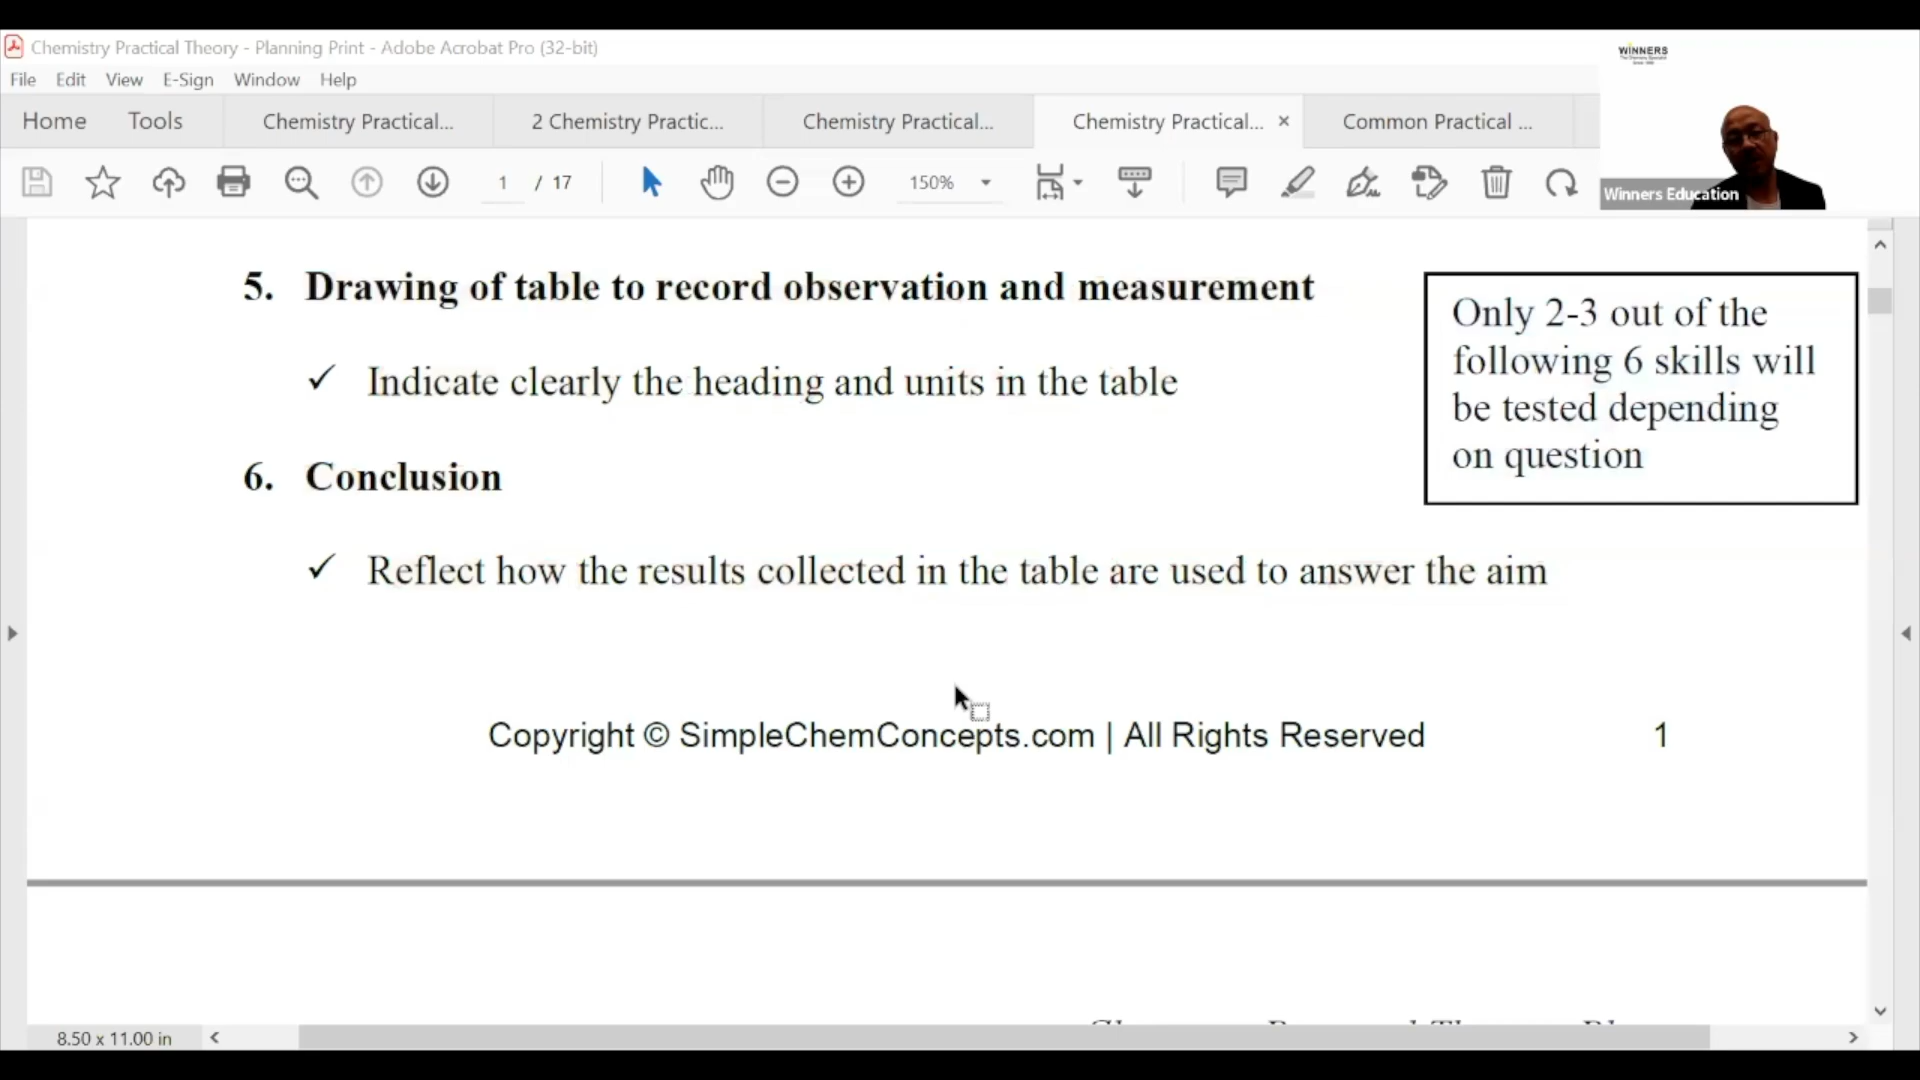 Chemistry Practical Theory - Planning Print - Adobe Acrobat Pro (32-bit)
WINNERS
File Edit View E-Sign Window Help
Home Tools Chemistry Practical... 2 Chemistry Practic... Chemistry Practical... Chemistry Practical... × Common Practical ...
1 / 17 150%
Winners Education
5. Drawing of table to record observation and measurement
✓ Indicate clearly the heading and units in the table
6. Conclusion
✓ Reflect how the results collected in the table are used to answer the aim
Only 2-3 out of the
following 6 skills will
be tested depending
on question
Copyright © SimpleChemConcepts.com | All Rights Reserved 1
8.50 x 11.00 in